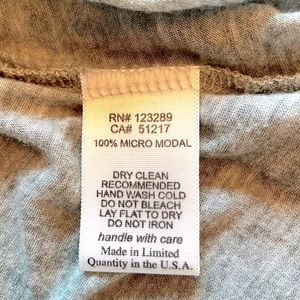 RN# 123289
CA# 51217
100% MICRO MODAL
DRY CLEAN
RECOMMENDED
HAND WASH COLD
DO NOT BLEACH
LAY FLAT TO DRY
DO NOT IRON
handle with care
Made in Limited
Quantity in the U.S.A.